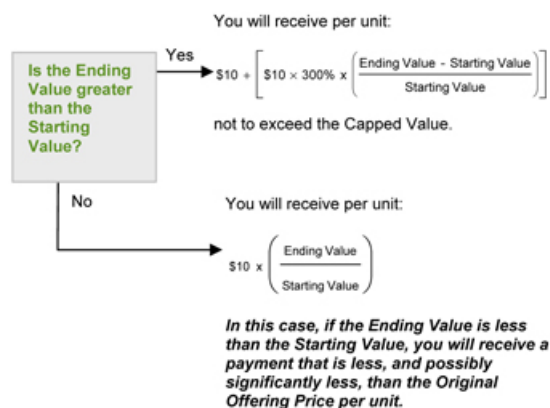 You will receive per unit:
Yes
Is the Ending
Value greater
than the
Starting
Value?
$10 + [ $10 × 300% x ( Ending Value - Starting Value / Starting Value ) ]
not to exceed the Capped Value.
No
You will receive per unit:
$10 x ( Ending Value / Starting Value )
In this case, if the Ending Value is less
than the Starting Value, you will receive a
payment that is less, and possibly
significantly less, than the Original
Offering Price per unit.